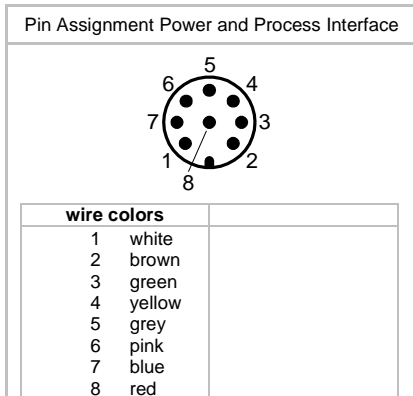 Pin Assignment Power and Process Interface
5
6 4
7 3
1 2
8
wire colors
1 white
2 brown
3 green
4 yellow
5 grey
6 pink
7 blue
8 red